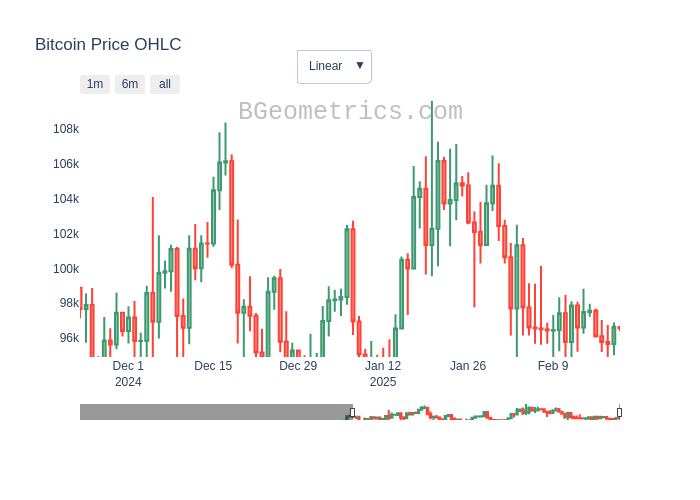 Bitcoin Price OHLC
Linear ▼
1m 6m all
BGeometrics.com
108k
106k
104k
102k
100k
98k
96k
Dec 1 Dec 15 Dec 29 Jan 12 Jan 26 Feb 9
2024 2025